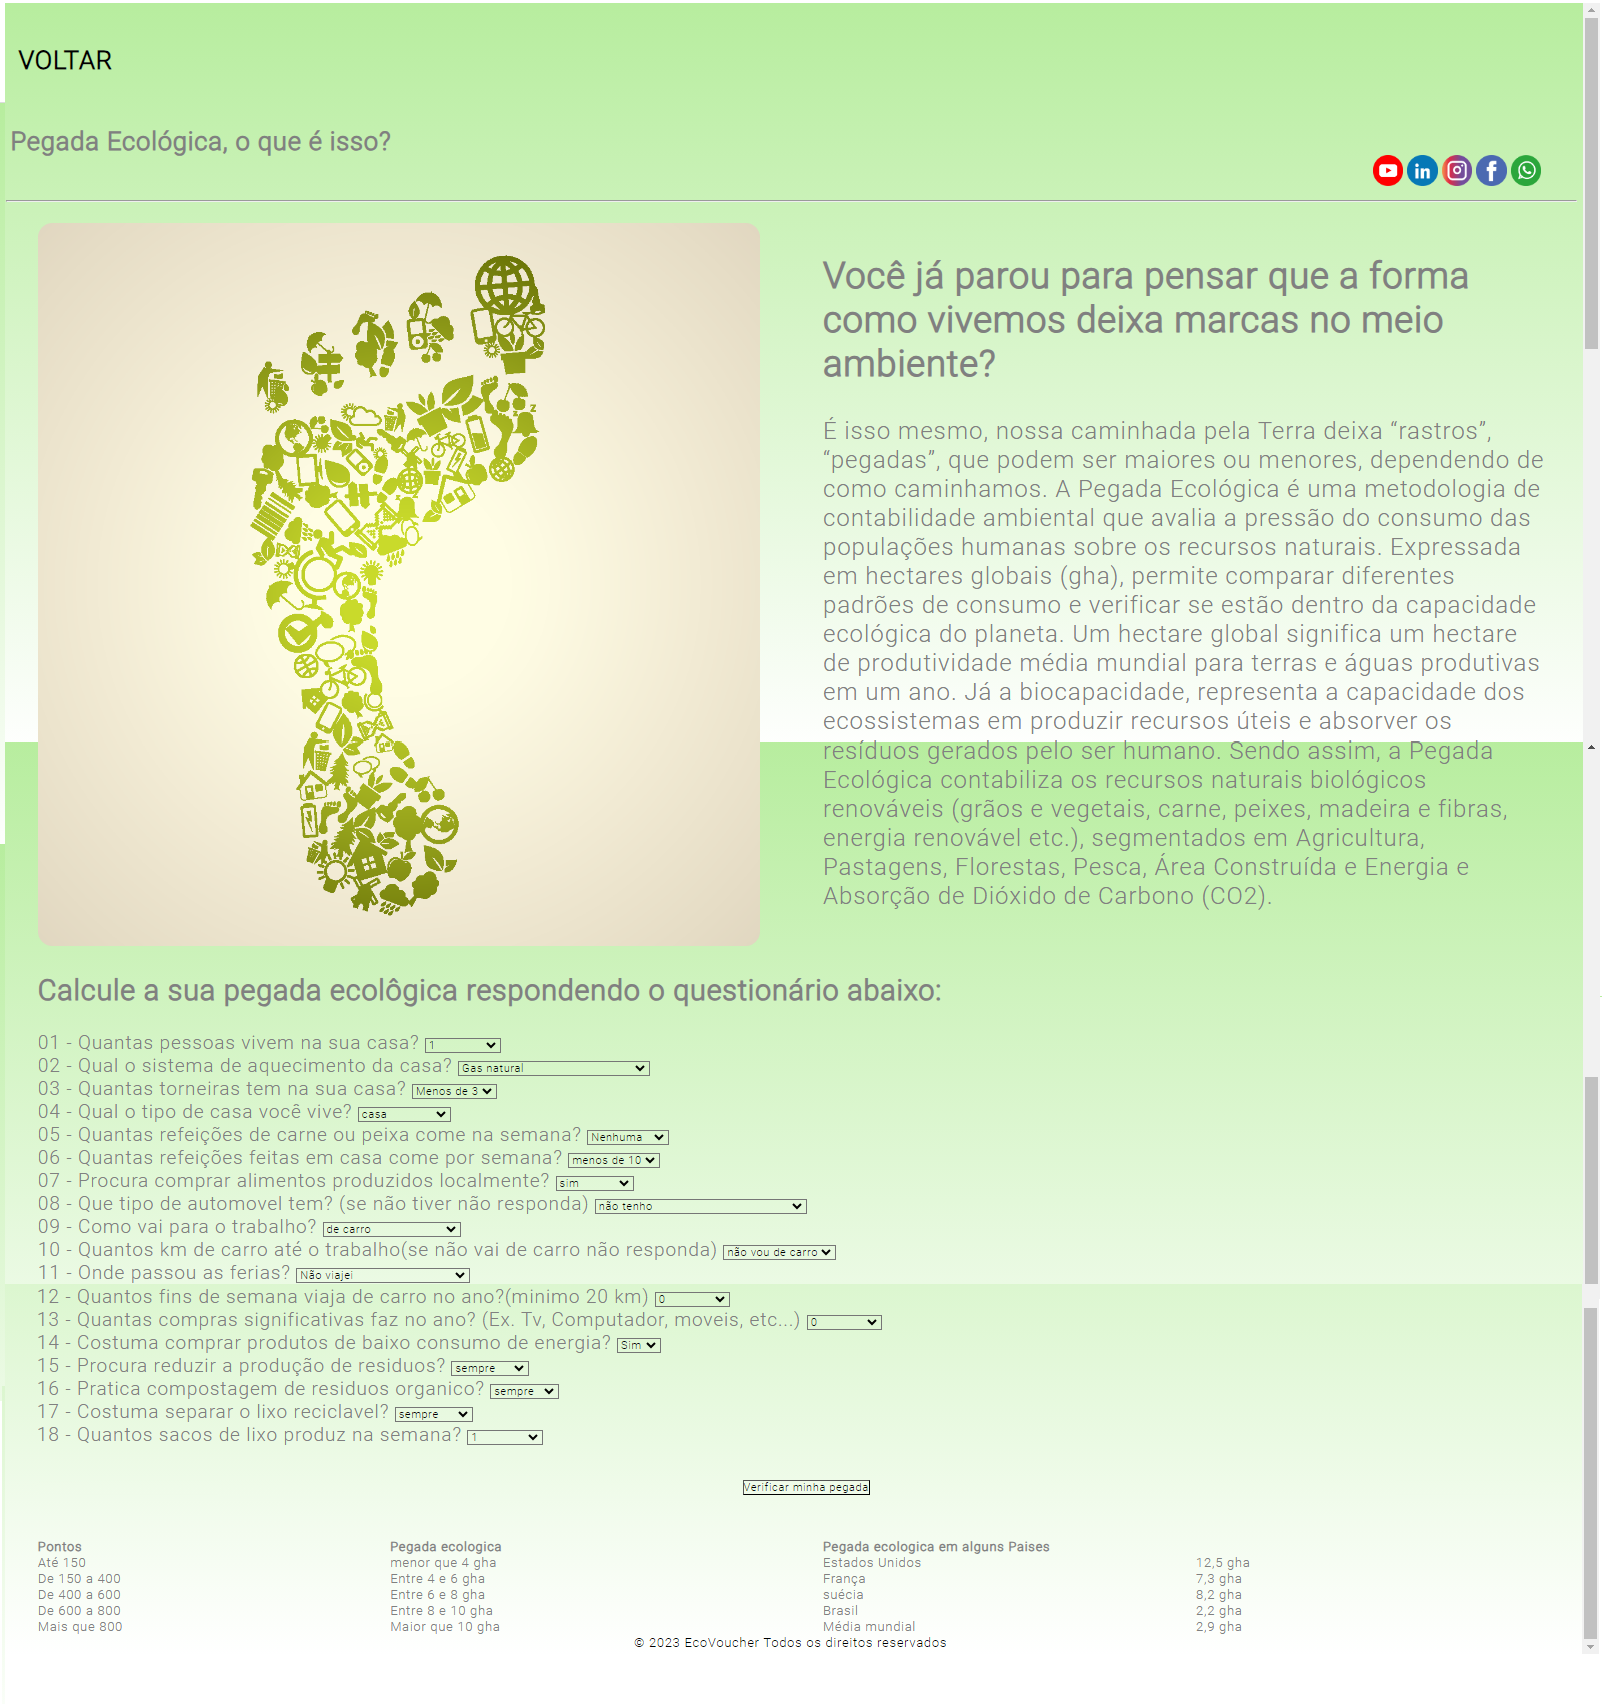 VOLTAR
Pegada Ecológica, o que é isso?
Você já parou para pensar que a forma
como vivemos deixa marcas no meio
ambiente?
É isso mesmo, nossa caminhada pela Terra deixa “rastros”,
“pegadas”, que podem ser maiores ou menores, dependendo de
como caminhamos. A Pegada Ecológica é uma metodologia de
contabilidade ambiental que avalia a pressão do consumo das
populações humanas sobre os recursos naturais. Expressada
em hectares globais (gha), permite comparar diferentes
padrões de consumo e verificar se estão dentro da capacidade
ecológica do planeta. Um hectare global significa um hectare
de produtividade média mundial para terras e águas produtivas
em um ano. Já a biocapacidade, representa a capacidade dos
ecossistemas em produzir recursos úteis e absorver os
resíduos gerados pelo ser humano. Sendo assim, a Pegada
Ecológica contabiliza os recursos naturais biológicos
renováveis (grãos e vegetais, carne, peixes, madeira e fibras,
energia renovável etc.), segmentados em Agricultura,
Pastagens, Florestas, Pesca, Área Construída e Energia e
Absorção de Dióxido de Carbono (CO2).
Calcule a sua pegada ecolôgica respondendo o questionário abaixo:
01 - Quantas pessoas vivem na sua casa? 1
02 - Qual o sistema de aquecimento da casa? Gas natural
03 - Quantas torneiras tem na sua casa? Menos de 3
04 - Qual o tipo de casa você vive? casa
05 - Quantas refeições de carne ou peixa come na semana? Nenhuma
06 - Quantas refeições feitas em casa come por semana? menos de 10
07 - Procura comprar alimentos produzidos localmente? sim
08 - Que tipo de automovel tem? (se não tiver não responda) não tenho
09 - Como vai para o trabalho? de carro
10 - Quantos km de carro até o trabalho(se não vai de carro não responda) não vou de carro
11 - Onde passou as ferias? Não viajei
12 - Quantos fins de semana viaja de carro no ano?(minimo 20 km) 0
13 - Quantas compras significativas faz no ano? (Ex. Tv, Computador, moveis, etc...) 0
14 - Costuma comprar produtos de baixo consumo de energia? Sim
15 - Procura reduzir a produção de residuos? sempre
16 - Pratica compostagem de residuos organico? sempre
17 - Costuma separar o lixo reciclavel? sempre
18 - Quantos sacos de lixo produz na semana? 1
Verificar minha pegada
Pontos Pegada ecologica Pegada ecologica em alguns Paises
Até 150 menor que 4 gha Estados Unidos 12,5 gha
De 150 a 400 Entre 4 e 6 gha França 7,3 gha
De 400 a 600 Entre 6 e 8 gha suécia 8,2 gha
De 600 a 800 Entre 8 e 10 gha Brasil 2,2 gha
Mais que 800 Maior que 10 gha Média mundial 2,9 gha
© 2023 EcoVoucher Todos os direitos reservados